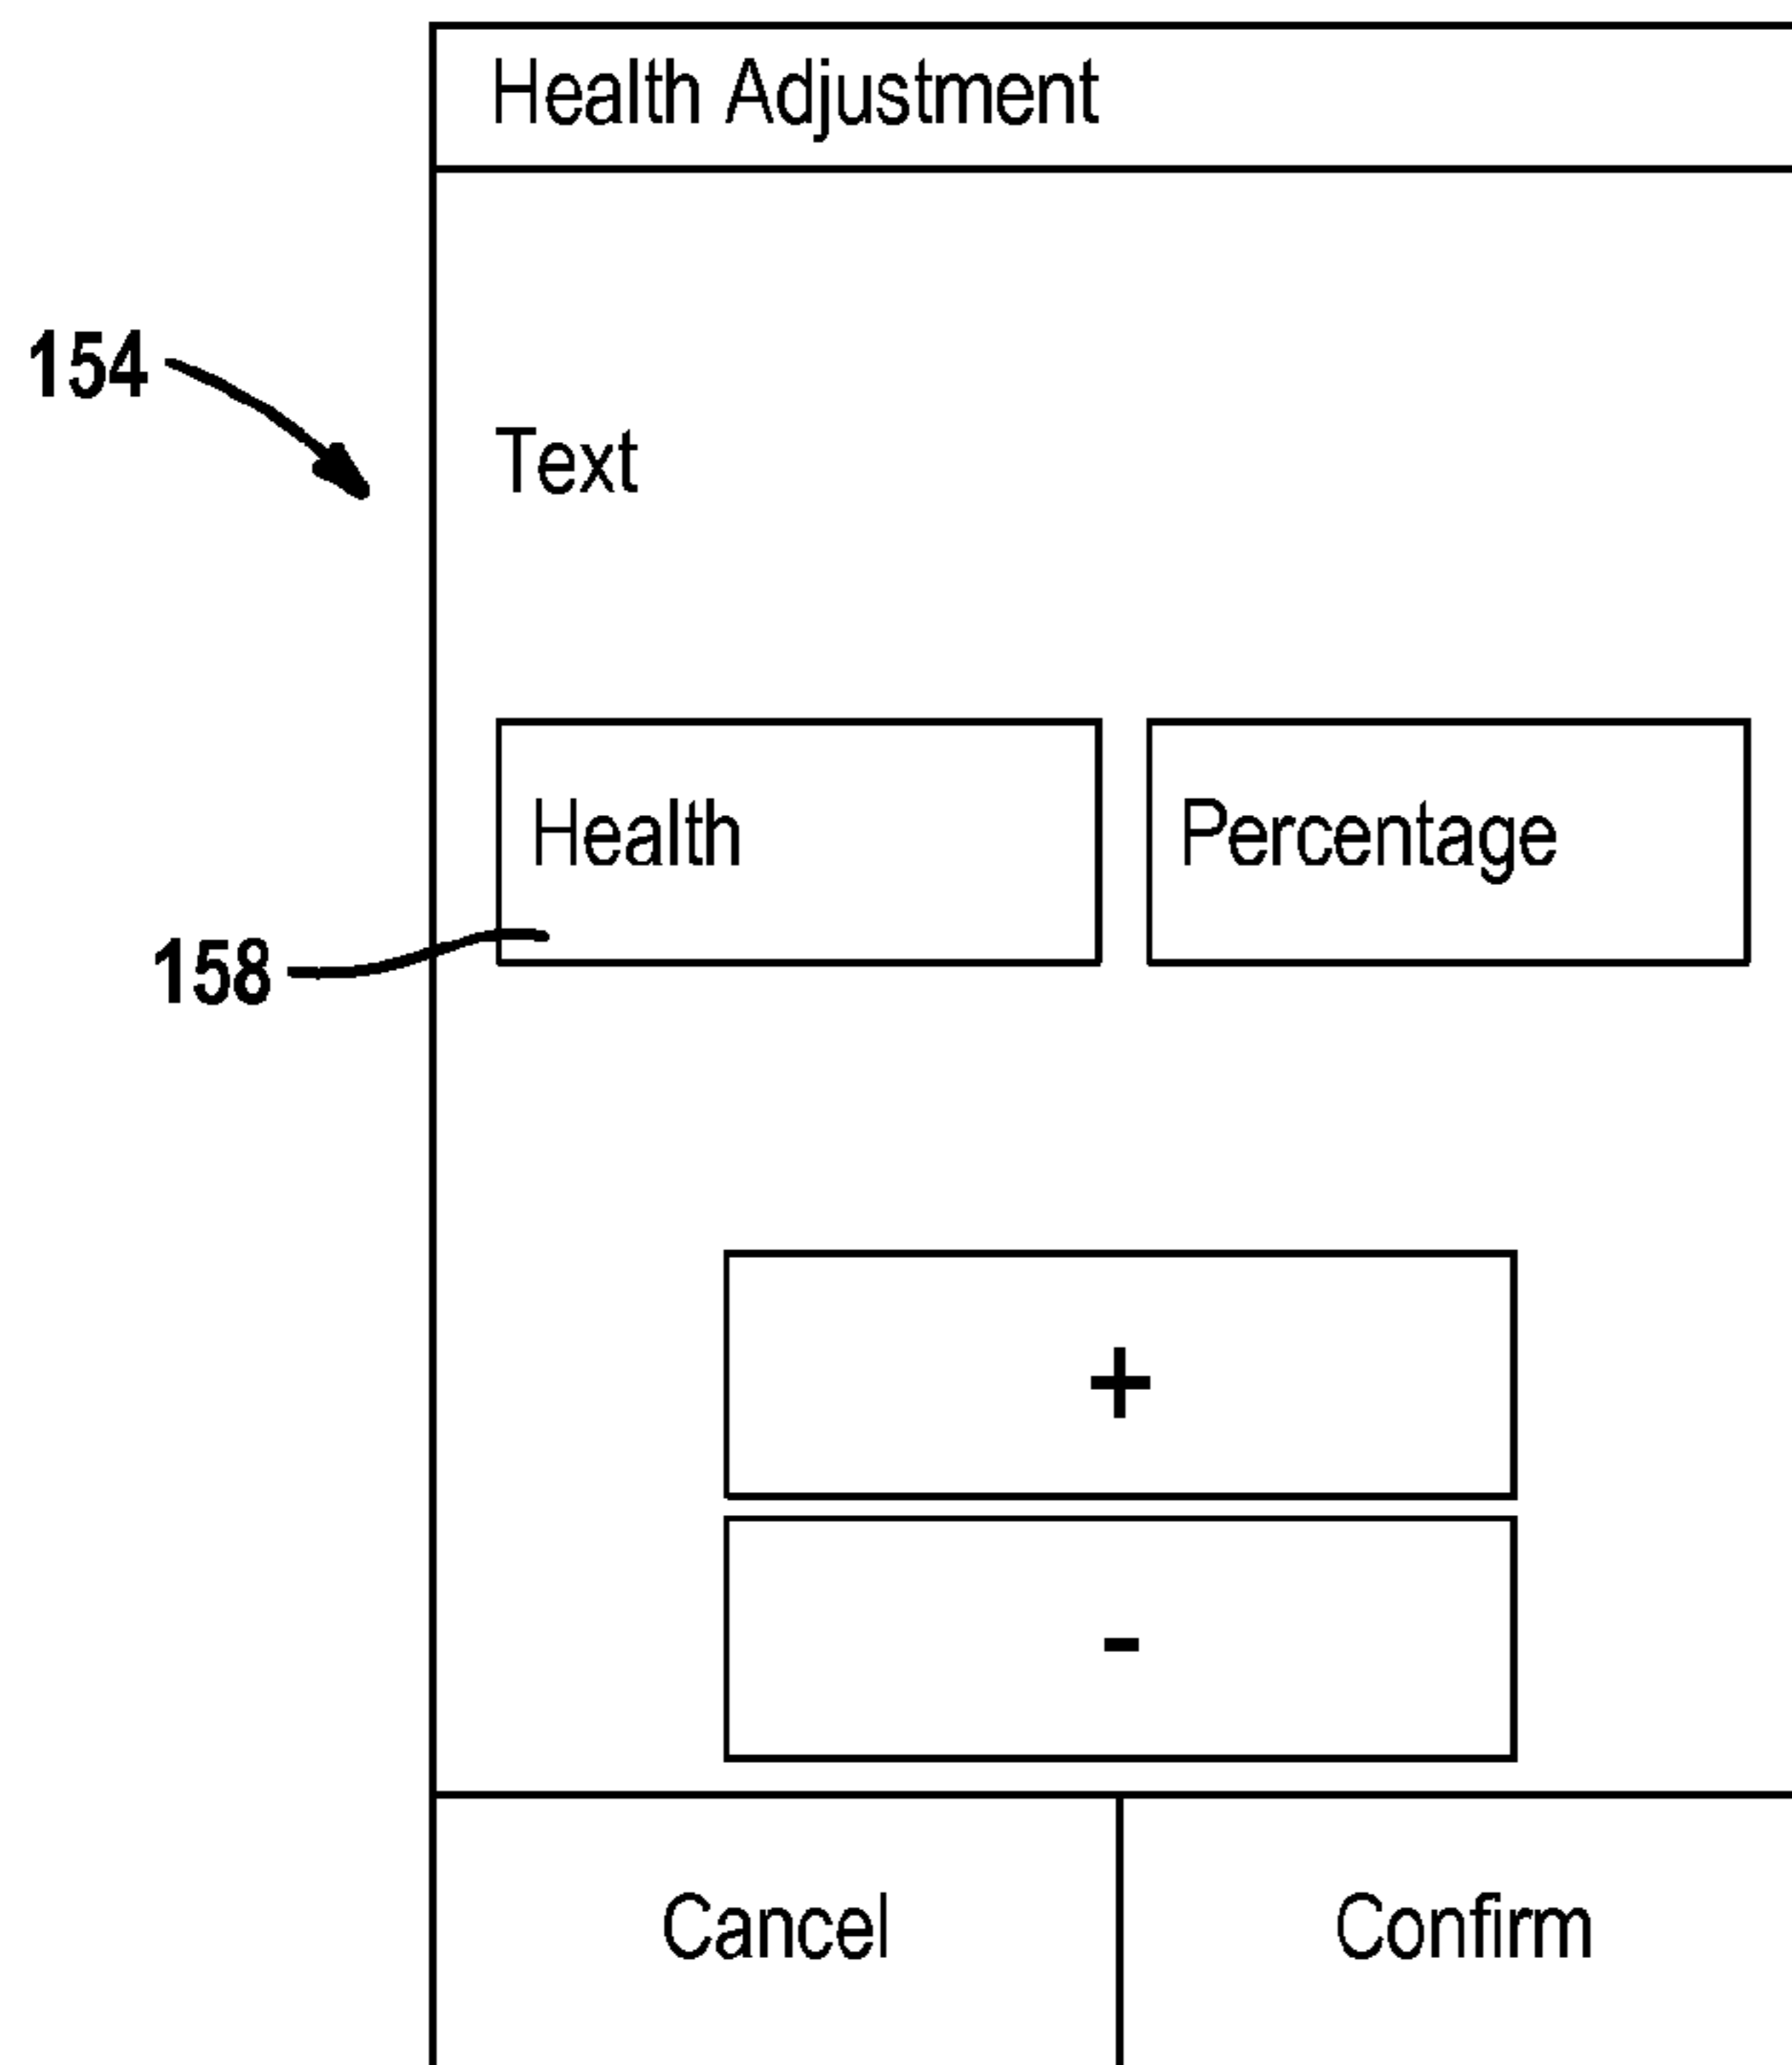 Health Adjustment
154
Text
Health Percentage
158
+
-
Cancel Confirm